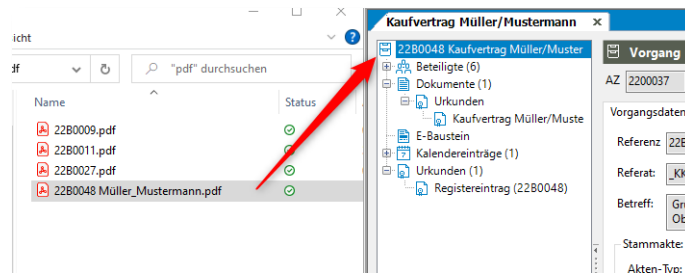 icht
"pdf" durchsuchen
Name
Status
22B0009.pdf
22B0011.pdf
22B0027.pdf
22B0048 Müller_Mustermann.pdf
Kaufvertrag Müller/Mustermann ×
22B0048 Kaufvertrag Müller/Muster
Beteiligte (6)
Dokumente (1)
Urkunden
Kaufvertrag Müller/Muste
E-Baustein
Kalendereinträge (1)
Urkunden (1)
Registereintrag (22B0048)
Vorgang
AZ 2200037
Vorgangsdaten
Referenz 22B
Referat: _KK
Betreff: Gru
Ob
Stammakte:
Akten-Typ: